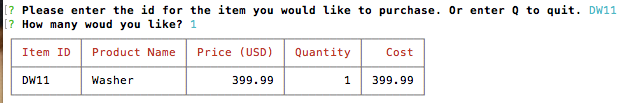 ? Please enter the id for the item you would like to purchase. Or enter Q to quit. DW11
? How many woud you like? 1
Item ID Product Name Price (USD) Quantity Cost
DW11 Washer 399.99 1 399.99